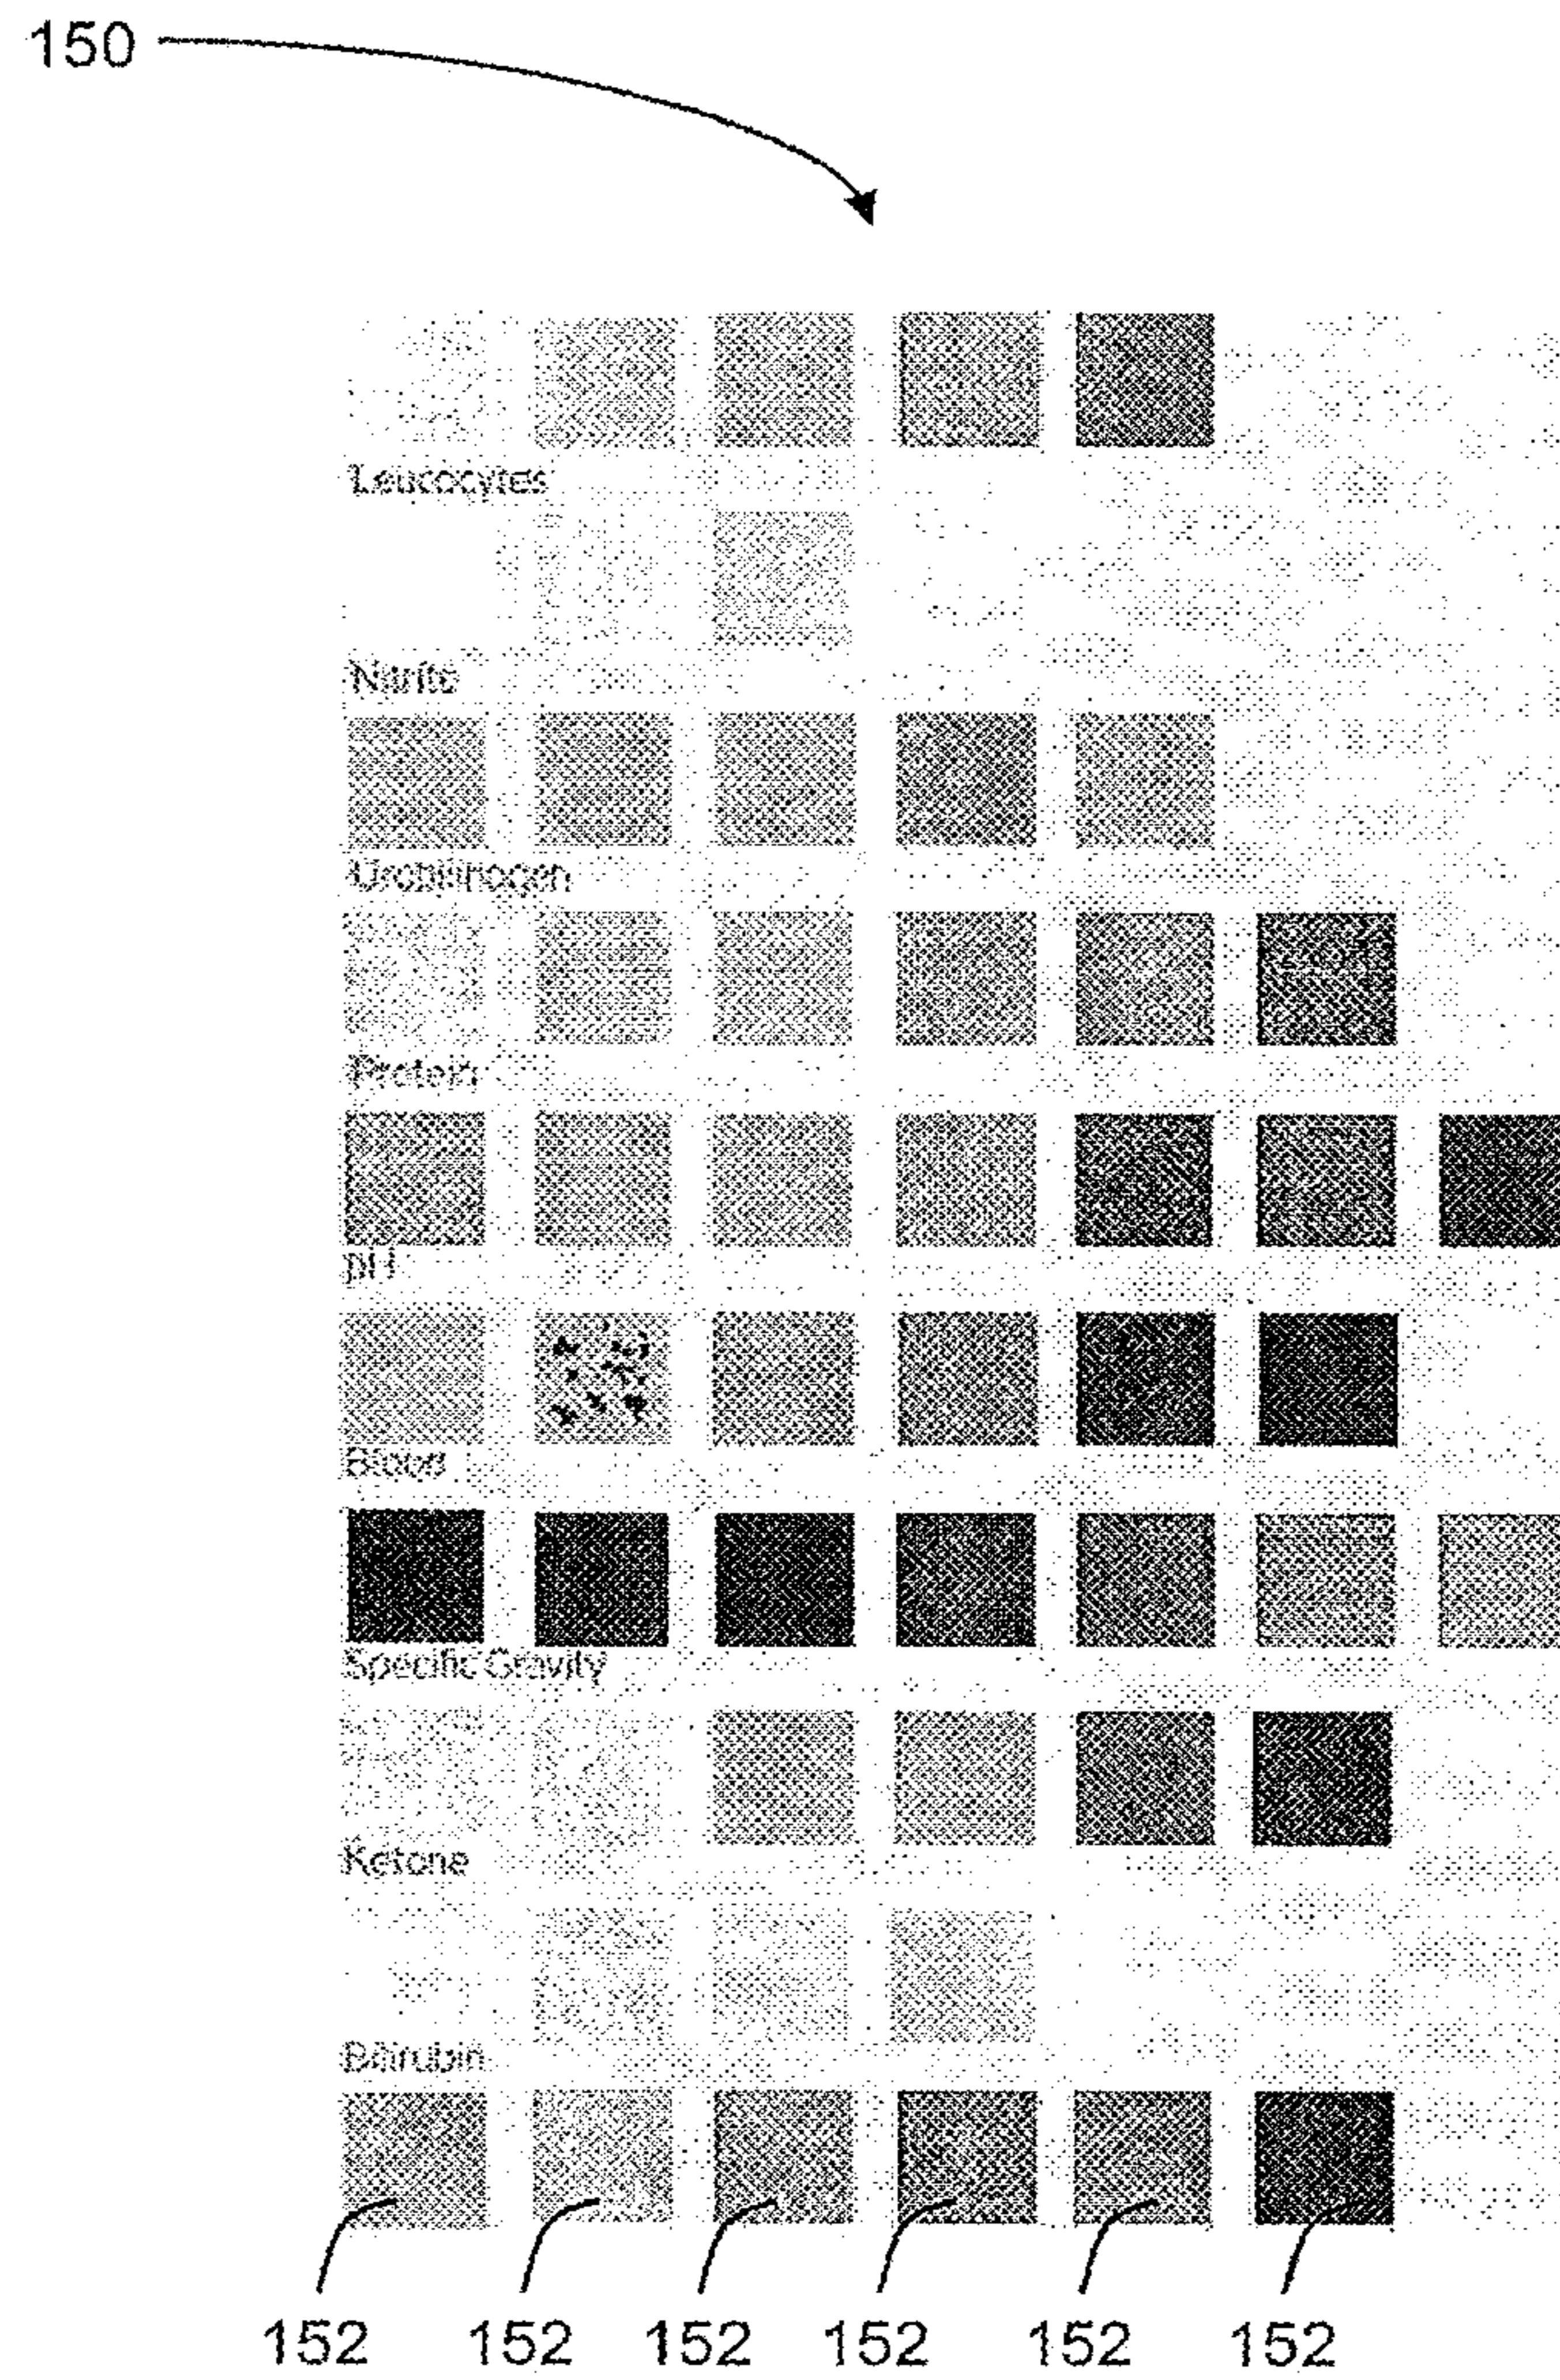 150
Leucocytes
Nitrite
Urobilinogen
Protein
pH
Blood
Specific Gravity
Ketone
Bilirubin
152 152 152 152 152 152